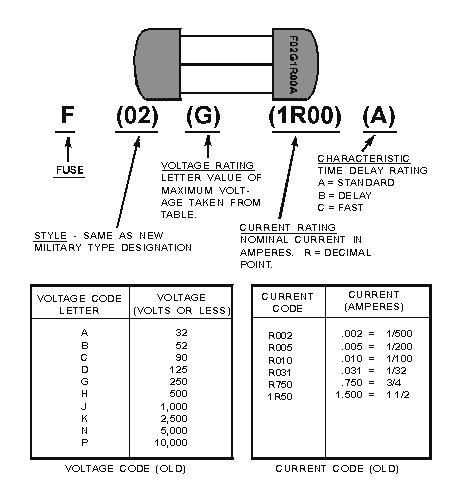 F02G1R00A
F (02) (G) (1R00) (A)
FUSE
STYLE - SAME AS NEW
MILITARY TYPE DESIGNATION
VOLTAGE RATING
LETTER VALUE OF
MAXIMUM VOLT-
AGE TAKEN FROM
TABLE.
CURRENT RATING
NOMINAL CURRENT IN
AMPERES. R = DECIMAL
POINT.
CHARACTERISTIC
TIME DELAY RATING
A = STANDARD
B = DELAY
C = FAST
VOLTAGE CODE
LETTER
VOLTAGE
(VOLTS OR LESS)
A 32
B 52
C 90
D 125
G 250
H 500
J 1,000
K 2,500
N 5,000
P 10,000
VOLTAGE CODE (OLD)
CURRENT
CODE
CURRENT
(AMPERES)
R002 .002 = 1/500
R005 .005 = 1/200
R010 .010 = 1/100
R031 .031 = 1/32
R750 .750 = 3/4
1R50 1.500 = 1 1/2
CURRENT CODE (OLD)